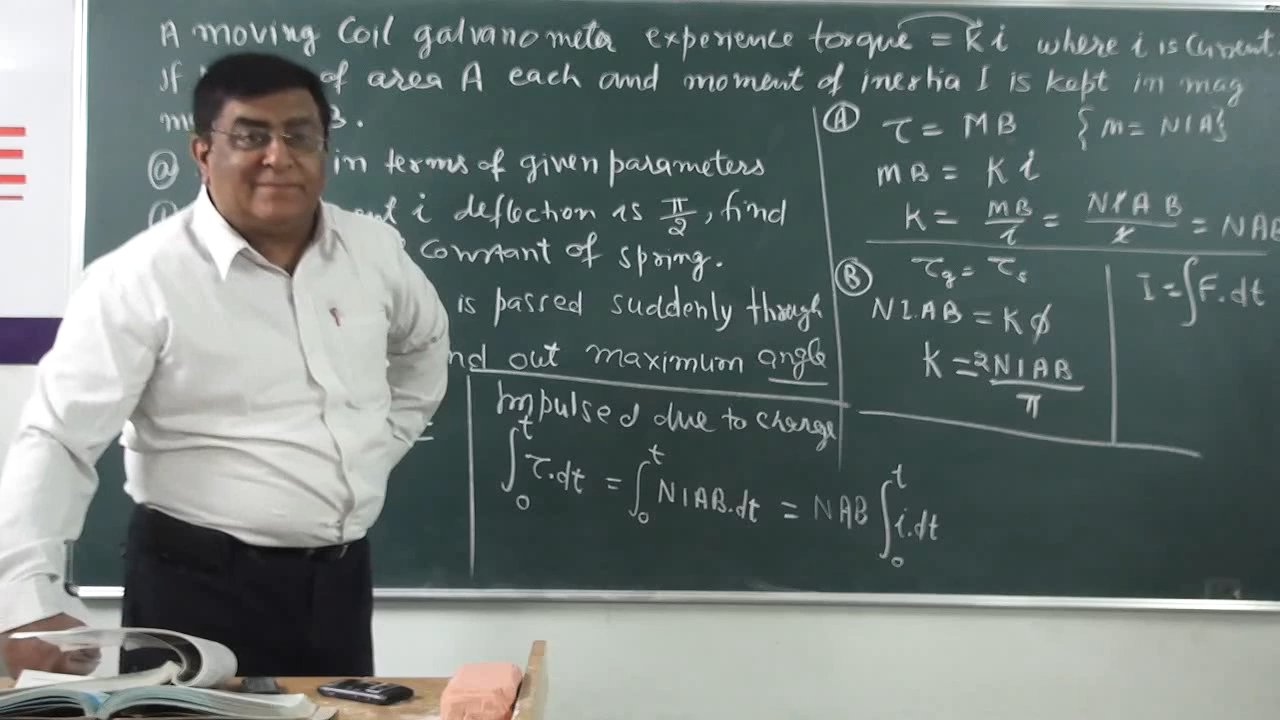 A moving Coil galvanometer experience torque = Ki where i is Current.
If of area A each and moment of inertia I is kept in mag
B.
@ in terms of given parameters
i deflection is π/2, find
Constant of spring.
is passed suddenly through
out maximum angle
(A) τ = MB {M = NIA}
MB = Ki
K = MB/i = NiAB/i = NAB
(B) τg = τs
NI.AB = Kφ
K = 2NIAB/π
I = ∫F.dt
Impulsed due to charge
∫₀ᵗ τ.dt = ∫₀ᵗ NIAB.dt = NAB ∫₀ᵗ i.dt